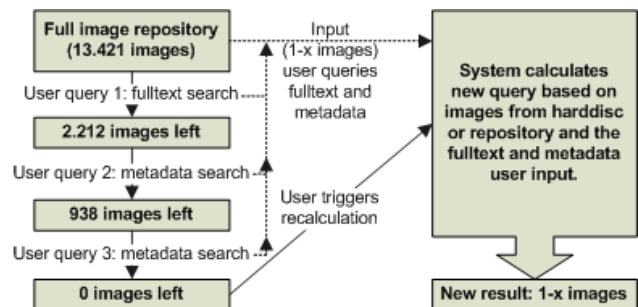 Full image repository
(13.421 images)
User query 1: fulltext search
2.212 images left
User query 2: metadata search
938 images left
User query 3: metadata search
0 images left
Input
(1-x images)
user queries
fulltext and
metadata
User triggers
recalculation
System calculates
new query based on
images from harddisc
or repository and the
fulltext and metadata
user input.
New result: 1-x images